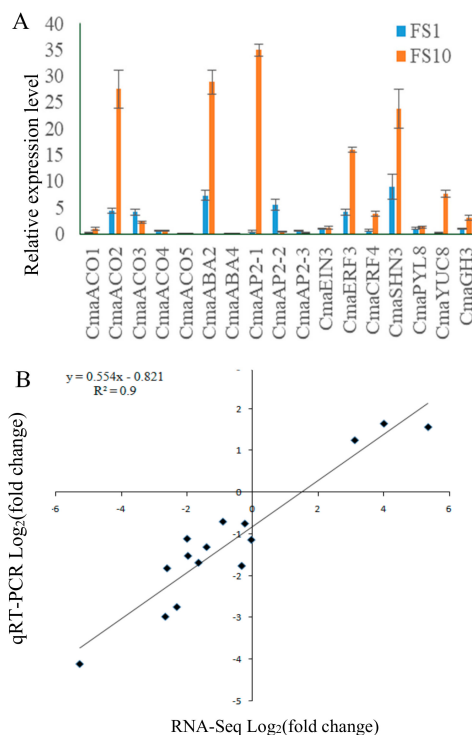 A
FS1
FS10
Relative expression level
40
35
30
25
20
15
10
5
0
CmaACO1
CmaACO2
CmaACO3
CmaACO4
CmaACO5
CmaABA2
CmaABA4
CmaAP2-1
CmaAP2-2
CmaAP2-3
CmaEIN3
CmaERF3
CmaCRF4
CmaSHN3
CmaPYL8
CmaYUC8
CmaGH3
B
y = 0.554x - 0.821
R² = 0.9
qRT-PCR Log₂(fold change)
2
1
0
-1
-2
-3
-4
-5
-6
-4
-2
0
2
4
6
RNA-Seq Log₂(fold change)